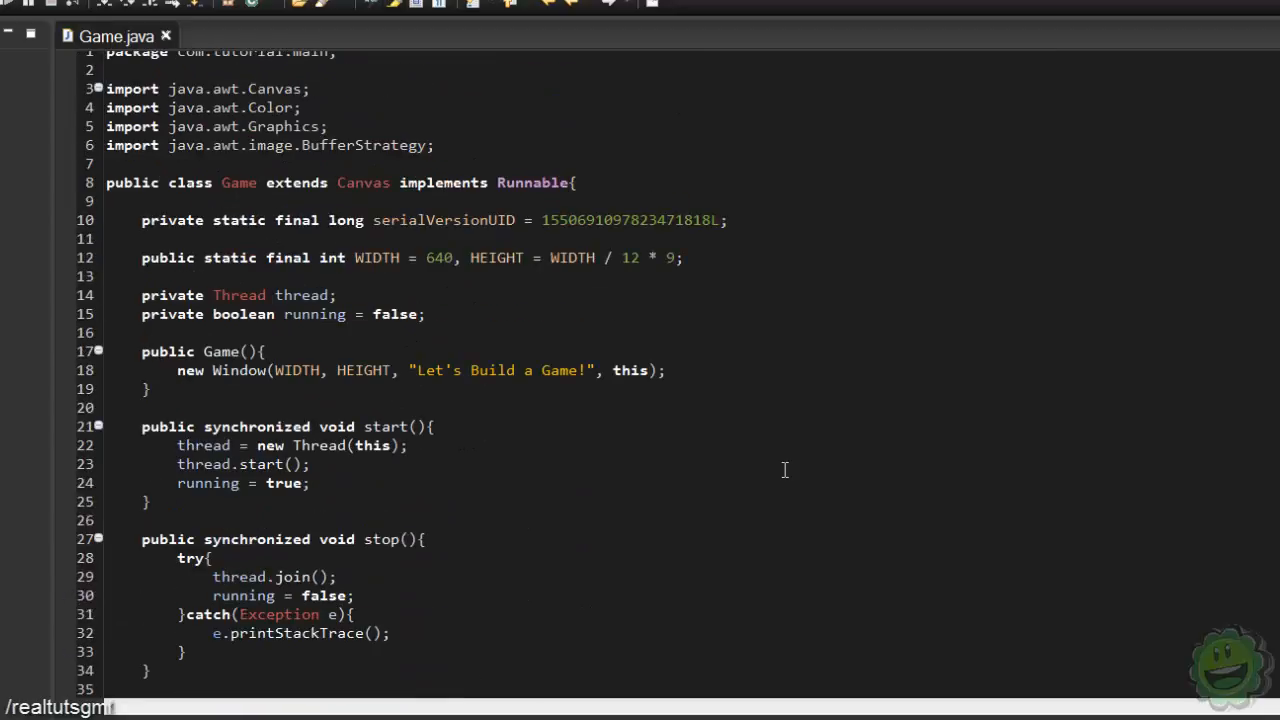 Game.java
1 package com.tutorial.main;
2
3 import java.awt.Canvas;
4 import java.awt.Color;
5 import java.awt.Graphics;
6 import java.awt.image.BufferStrategy;
7
8 public class Game extends Canvas implements Runnable{
9
10 private static final long serialVersionUID = 1550691097823471818L;
11
12 public static final int WIDTH = 640, HEIGHT = WIDTH / 12 * 9;
13
14 private Thread thread;
15 private boolean running = false;
16
17 public Game(){
18 new Window(WIDTH, HEIGHT, "Let's Build a Game!", this);
19 }
20
21 public synchronized void start(){
22 thread = new Thread(this);
23 thread.start();
24 running = true;
25 }
26
27 public synchronized void stop(){
28 try{
29 thread.join();
30 running = false;
31 }catch(Exception e){
32 e.printStackTrace();
33 }
34 }
35
/realtutsgml